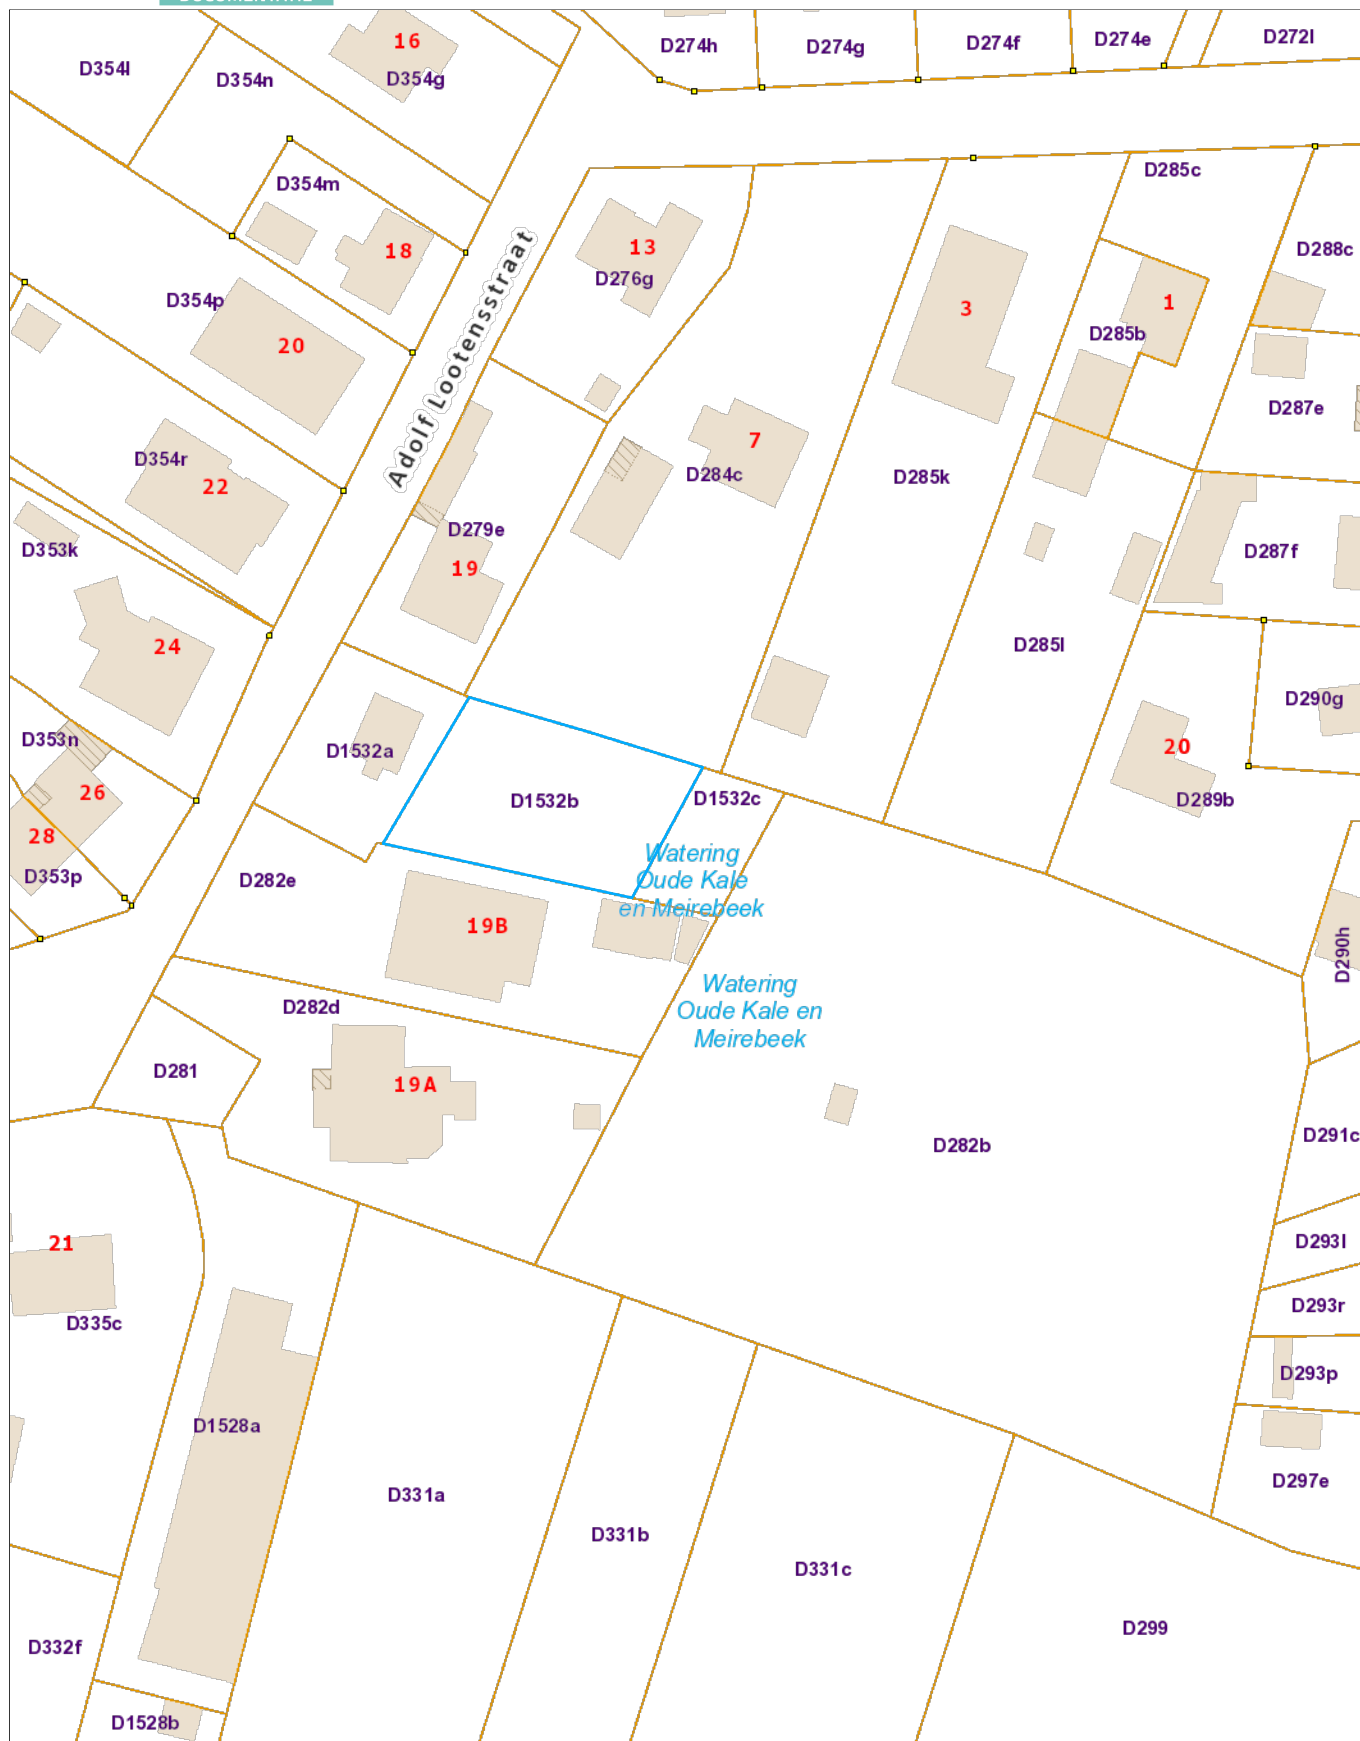 16
D354l
D354n
D354g
D274h
D274g
D274f
D274e
D272l
D354m
18
D285c
Adolf Lootensstraat
13
D276g
D288c
D354p
20
3
1
D285b
D354r
22
7
D284c
D285k
D287e
D353k
D279e
19
D287f
24
D285l
D290g
D353n
D1532a
20
26
D1532b
D1532c
D289b
28
D353p
D282e
Watering
Oude Kale
en Meirebeek
19B
D290h
D282d
Watering
Oude Kale en
Meirebeek
D281
19A
D282b
D291c
21
D293l
D335c
D293r
D293p
D1528a
D331a
D297e
D331b
D331c
D332f
D299
D1528b